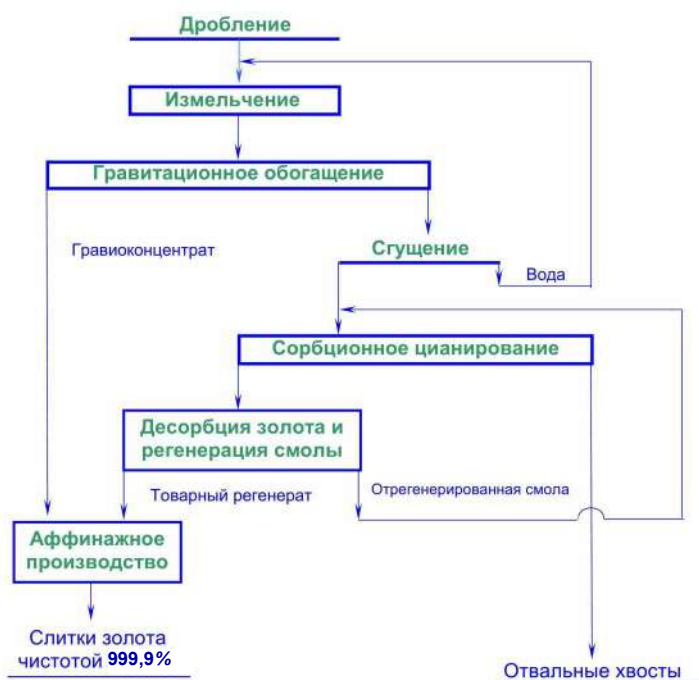 Дробление
Измельчение
Гравитационное обогащение
Гравиоконцентрат
Сгущение
Вода
Сорбционное цианирование
Десорбция золота и
регенерация смолы
Товарный регенерат
Отрегенерированная смола
Аффинажное
производство
Слитки золота
чистотой 999,9%
Отвальные хвосты